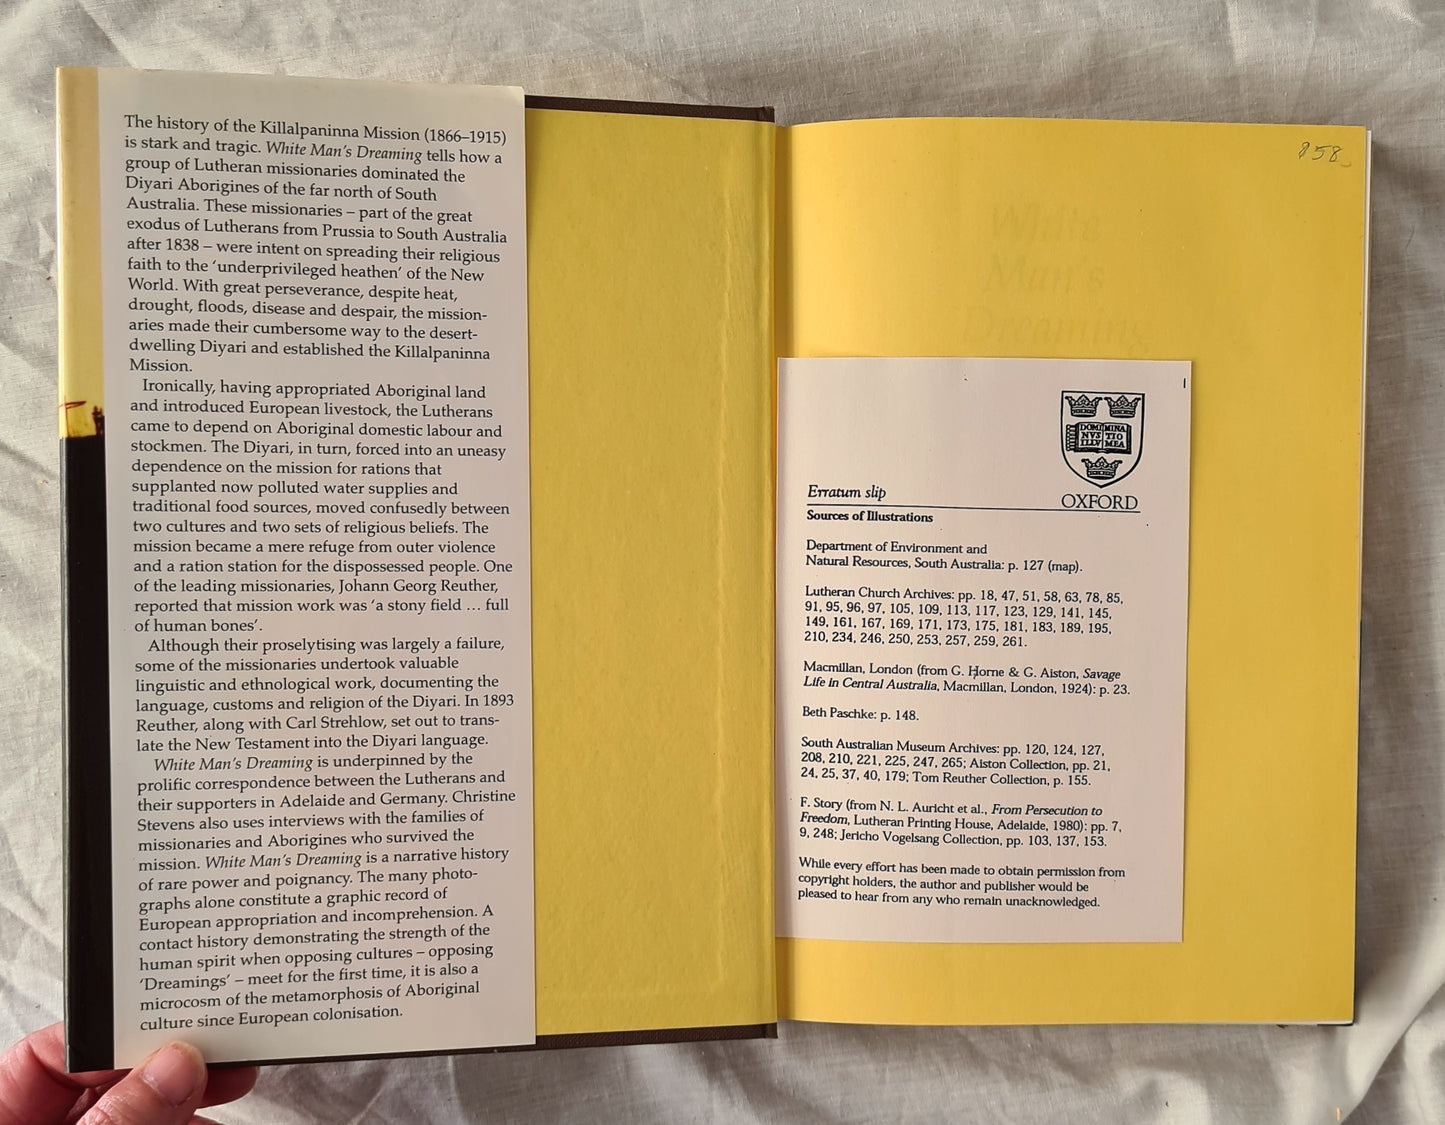 The history of the Killalpaninna Mission (1866–1915)
is stark and tragic. White Man's Dreaming tells how a
group of Lutheran missionaries dominated the
Diyari Aborigines of the far north of South
Australia. These missionaries – part of the great
exodus of Lutherans from Prussia to South Australia
after 1838 – were intent on spreading their religious
faith to the 'underprivileged heathen' of the New
World. With great perseverance, despite heat,
drought, floods, disease and despair, the mission-
aries made their cumbersome way to the desert-
dwelling Diyari and established the Killalpaninna
Mission.
Ironically, having appropriated Aboriginal land
and introduced European livestock, the Lutherans
came to depend on Aboriginal domestic labour and
stockmen. The Diyari, in turn, forced into an uneasy
dependence on the mission for rations that
supplanted now polluted water supplies and
traditional food sources, moved confusedly between
two cultures and two sets of religious beliefs. The
mission became a mere refuge from outer violence
and a ration station for the dispossessed people. One
of the leading missionaries, Johann Georg Reuther,
reported that mission work was 'a stony field ... full
of human bones'.
Although their proselytising was largely a failure,
some of the missionaries undertook valuable
linguistic and ethnological work, documenting the
language, customs and religion of the Diyari. In 1893
Reuther, along with Carl Strehlow, set out to trans-
late the New Testament into the Diyari language.
White Man's Dreaming is underpinned by the
prolific correspondence between the Lutherans and
their supporters in Adelaide and Germany. Christine
Stevens also uses interviews with the families of
missionaries and Aborigines who survived the
mission. White Man's Dreaming is a narrative history
of rare power and poignancy. The many photo-
graphs alone constitute a graphic record of
European appropriation and incomprehension. A
contact history demonstrating the strength of the
human spirit when opposing cultures – opposing
'Dreamings' – meet for the first time, it is also a
microcosm of the metamorphosis of Aboriginal
culture since European colonisation.
858
White
Man's
Dreaming
DOMI MINA
NVS TIO
ILLV MEA
OXFORD
Erratum slip
Sources of Illustrations
Department of Environment and
Natural Resources, South Australia: p. 127 (map).
Lutheran Church Archives: pp. 18, 47, 51, 58, 63, 78, 85,
91, 95, 96, 97, 105, 109, 113, 117, 123, 129, 141, 145,
149, 161, 167, 169, 171, 173, 175, 181, 183, 189, 195,
210, 234, 246, 250, 253, 257, 259, 261.
Macmillan, London (from G. Horne & G. Aiston, Savage
Life in Central Australia, Macmillan, London, 1924): p. 23.
Beth Paschke: p. 148.
South Australian Museum Archives: pp. 120, 124, 127,
208, 210, 221, 225, 247, 265; Aiston Collection, pp. 21,
24, 25, 37, 40, 179; Tom Reuther Collection, p. 155.
F. Story (from N. L. Auricht et al., From Persecution to
Freedom, Lutheran Printing House, Adelaide, 1980): pp. 7,
9, 248; Jericho Vogelsang Collection, pp. 103, 137, 153.
While every effort has been made to obtain permission from
copyright holders, the author and publisher would be
pleased to hear from any who remain unacknowledged.